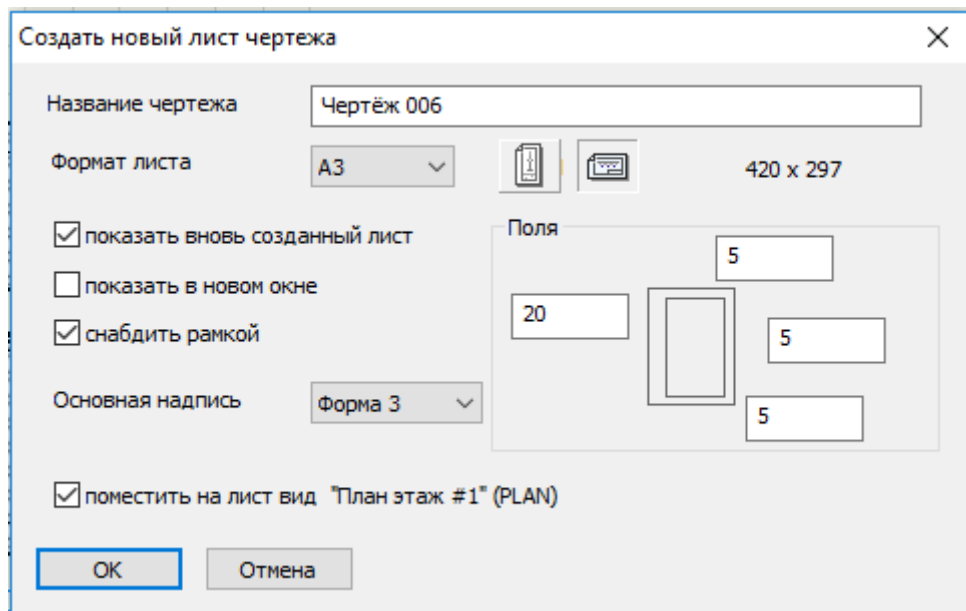 Создать новый лист чертежа
Название чертежа Чертёж 006
Формат листа A3 420 x 297
показать вновь созданный лист
Поля
5
показать в новом окне
20
снабдить рамкой
5
Основная надпись Форма 3
5
поместить на лист вид "План этаж #1" (PLAN)
OK Отмена